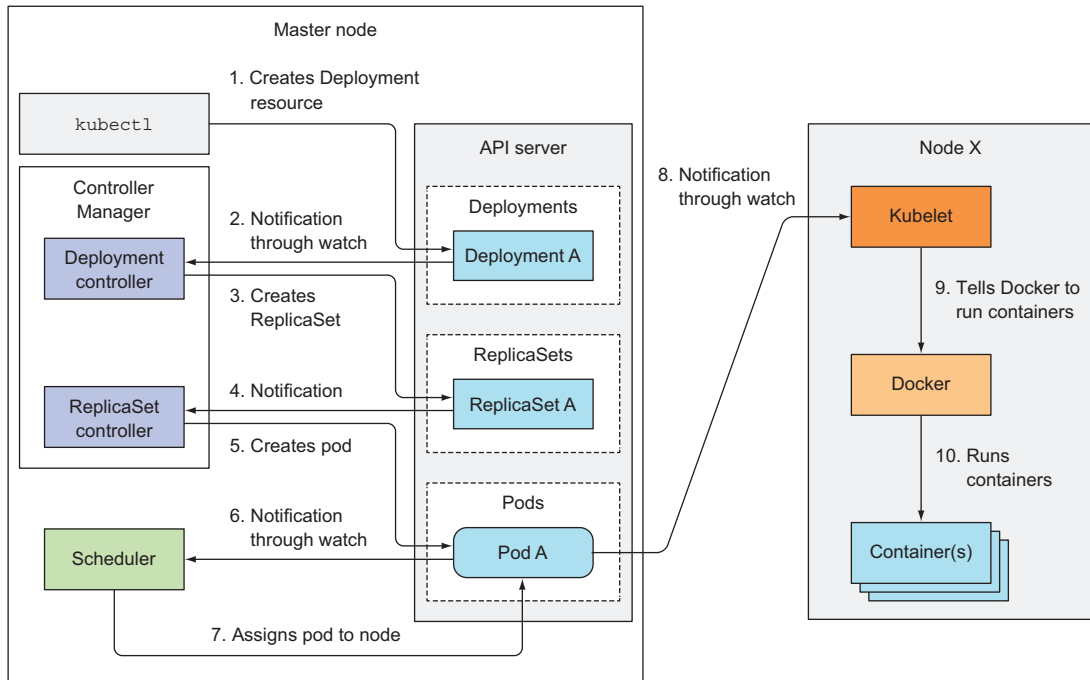 Master node
1. Creates Deployment
resource
kubectl
API server
Controller
Manager
Deployments
2. Notification
through watch
Deployment
controller
Deployment A
3. Creates
ReplicaSet
ReplicaSets
4. Notification
ReplicaSet
controller
ReplicaSet A
5. Creates pod
Pods
6. Notification
through watch
Scheduler
Pod A
7. Assigns pod to node
8. Notification
through watch
Node X
Kubelet
9. Tells Docker to
run containers
Docker
10. Runs
containers
Container(s)